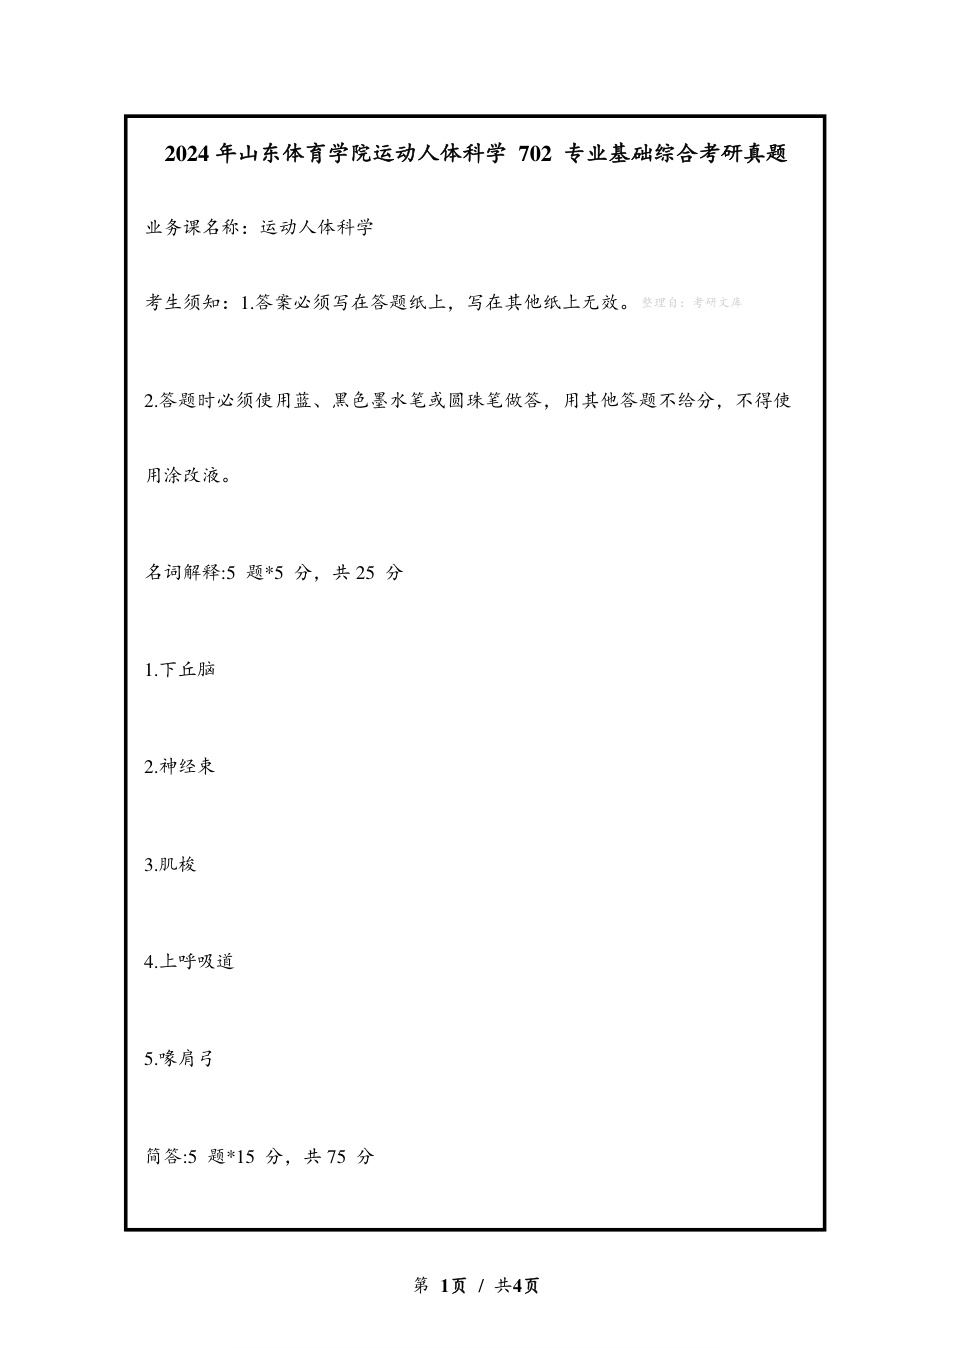 2024 年山东体育学院运动人体科学 702 专业基础综合考研真题
业务课名称：运动人体科学
考生须知：1.答案必须写在答题纸上，写在其他纸上无效。 整理自：考研文库
2.答题时必须使用蓝、黑色墨水笔或圆珠笔做答，用其他答题不给分，不得使
用涂改液。
名词解释:5 题*5 分，共 25 分
1.下丘脑
2.神经束
3.肌梭
4.上呼吸道
5.喙肩弓
简答:5 题*15 分，共 75 分
第 1页 / 共4页